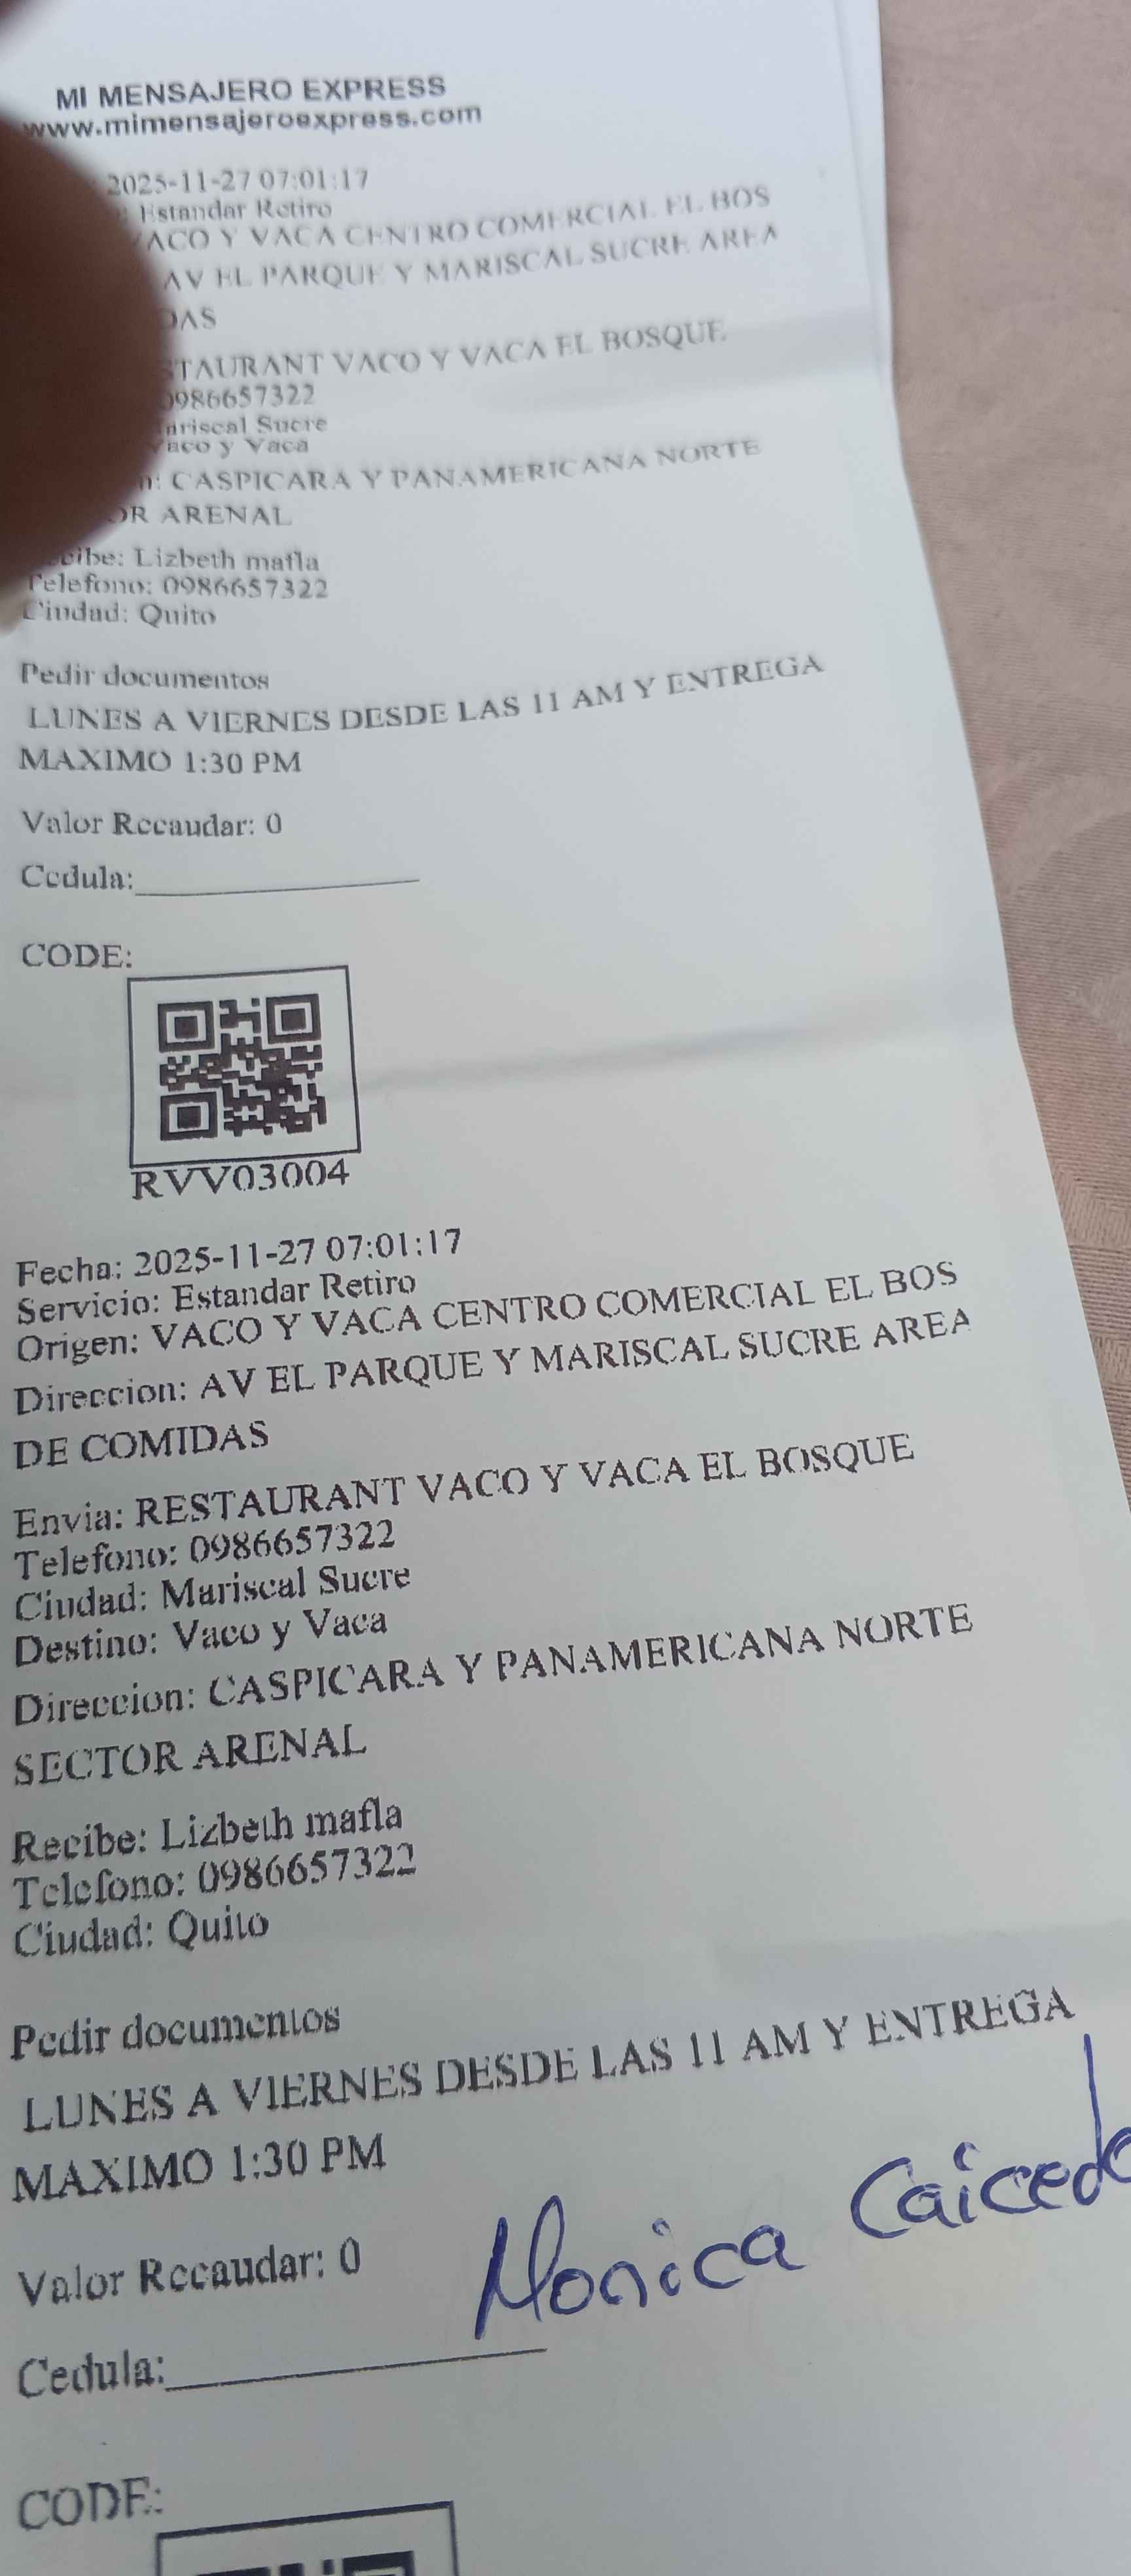 MI MENSAJERO EXPRESS
www.mimensajeroexpress.com
2025-11-27 07:01:17
: Estandar Retiro
Y VACA CENTRO COMERCIAL EL BOS
AV EL PARQUE Y MARISCAL SUCRE AREA
VACO Y VACA EL BOSQUE
0986657322
Sucre
y Vaca
CASPICARA Y PANAMERICANA NORTE
ARENAL
Lizbeth mafla
Telefono: 0986657322
Ciudad: Quito
Pedir documentos
LUNES A VIERNES DESDE LAS 11 AM Y ENTREGA
MAXIMO 1:30 PM
Valor Recaudar: 0
Cedula:
CODE:
RVV03004
Fecha: 2025-11-27 07:01:17
Servicio: Estandar Retiro
Origen: VACO Y VACA CENTRO COMERCIAL EL BOS
Direccion: AV EL PARQUE Y MARISCAL SUCRE AREA
DE COMIDAS
Envia: RESTAURANT VACO Y VACA EL BOSQUE
Telefono: 0986657322
Ciudad: Mariscal Sucre
Destino: Vaco y Vaca
Direccion: CASPICARA Y PANAMERICANA NORTE
SECTOR ARENAL
Recibe: Lizbeth mafla
Telefono: 0986657322
Ciudad: Quito
Pedir documentos
LUNES A VIERNES DESDE LAS 11 AM Y ENTREGA
MAXIMO 1:30 PM
Monica Caicedo
Valor Recaudar: 0
Cedula:
CODE: